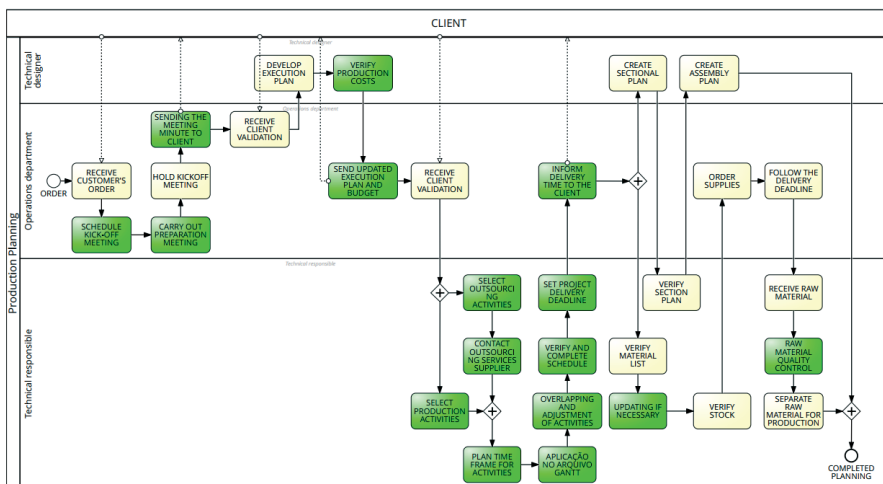 CLIENT
Production Planning
Technical
designer
Technical designer
DEVELOP
EXECUTION
PLAN
VERIFY
PRODUCTION
COSTS
CREATE
SECTIONAL
PLAN
CREATE
ASSEMBLY
PLAN
Operations department
Operations department
ORDER
RECEIVE
CUSTOMER'S
ORDER
SCHEDULE
KICK-OFF
MEETING
SENDING THE
MEETING
MINUTE TO
CLIENT
HOLD KICKOFF
MEETING
CARRY OUT
PREPARATION
MEETING
RECEIVE
CLIENT
VALIDATION
SEND UPDATED
EXECUTION
PLAN AND
BUDGET
RECEIVE
CLIENT
VALIDATION
INFORM
DELIVERY
TIME TO THE
CLIENT
ORDER
SUPPLIES
FOLLOW THE
DELIVERY
DEADLINE
Technical responsible
Technical responsible
SELECT
OUTSOURCI
NG
ACTIVITIES
CONTACT
OUTSOURCI
NG SERVICES
SUPPLIER
SELECT
PRODUCTION
ACTIVITIES
PLAN TIME
FRAME FOR
ACTIVITIES
SET PROJECT
DELIVERY
DEADLINE
VERIFY AND
COMPLETE
SCHEDULE
OVERLAPPING
AND
ADJUSTMENT
OF ACTIVITIES
APLICAÇÃO
NO ARQUIVO
GANTT
VERIFY
SECTION
PLAN
VERIFY
MATERIAL
LIST
UPDATING IF
NECESSARY
VERIFY
STOCK
RECEIVE RAW
MATERIAL
RAW
MATERIAL
QUALITY
CONTROL
SEPARATE
RAW
MATERIAL FOR
PRODUCTION
COMPLETED
PLANNING